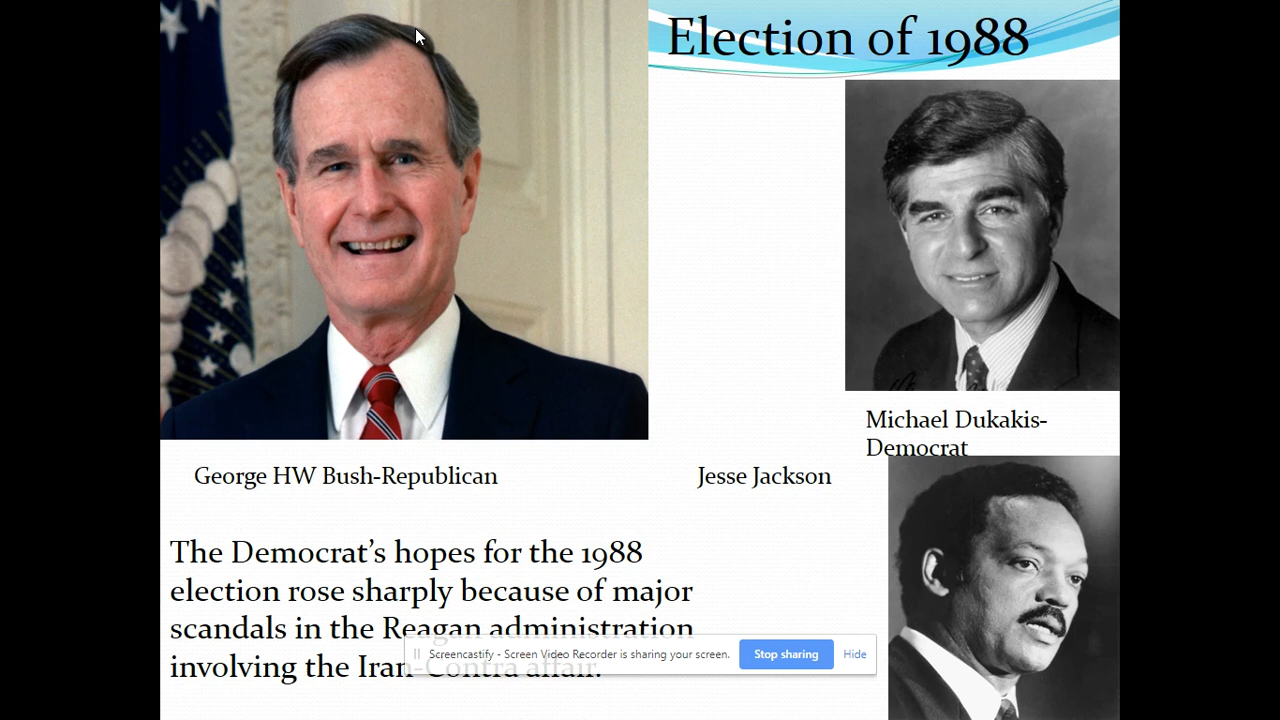 Election of 1988
Michael Dukakis-
Democrat
George HW Bush-Republican
Jesse Jackson
The Democrat’s hopes for the 1988
election rose sharply because of major
scandals in the Reagan administration
involving the Iran-Contra affair.
Screencastify - Screen Video Recorder is sharing your screen.
Stop sharing
Hide